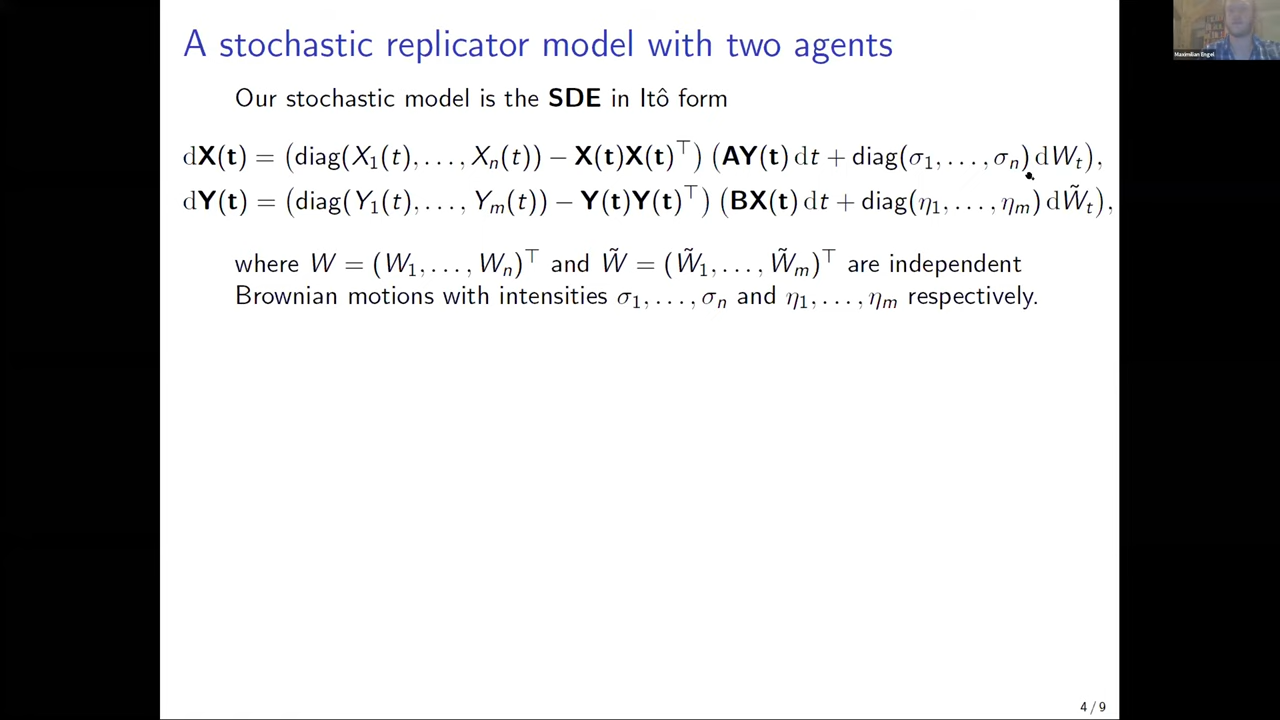 A stochastic replicator model with two agents
Maximilian Engel
Our stochastic model is the SDE in Itô form
dX(t) = (diag(X₁(t), . . . , Xₙ(t)) − X(t)X(t)⊤) (AY(t) dt + diag(σ₁, . . . , σₙ) dWₜ),
dY(t) = (diag(Y₁(t), . . . , Yₘ(t)) − Y(t)Y(t)⊤) (BX(t) dt + diag(η₁, . . . , ηₘ) dW̃ₜ),
where W = (W₁, . . . , Wₙ)⊤ and W̃ = (W̃₁, . . . , W̃ₘ)⊤ are independent
Brownian motions with intensities σ₁, . . . , σₙ and η₁, . . . , ηₘ respectively.
4 / 9